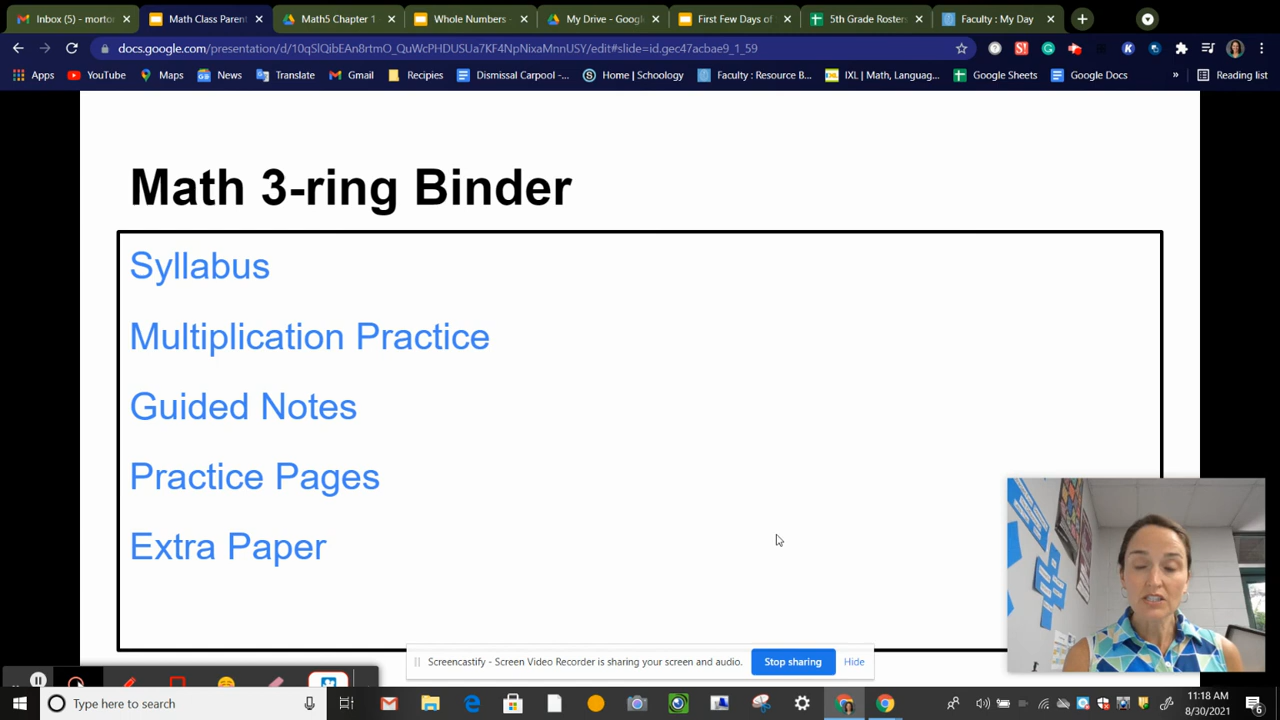 Inbox (5) - morto
Math Class Paren
Math5 Chapter 1
Whole Numbers -
My Drive - Googl
First Few Days of
5th Grade Rosters
Faculty : My Day
docs.google.com/presentation/d/10qSlQibEAn8rtmO_QuWcPHDUSUa7KF4NpNixaMnnUSY/edit#slide=id.gec47acbae9_1_59
Apps
YouTube
Maps
News
Translate
Gmail
Recipies
Dismissal Carpool -...
Home | Schoology
Faculty : Resource B...
IXL | Math, Languag...
Google Sheets
Google Docs
»
Reading list
Math 3-ring Binder
Syllabus
Multiplication Practice
Guided Notes
Practice Pages
Extra Paper
Screencastify - Screen Video Recorder is sharing your screen and audio.
Stop sharing
Hide
Type here to search
11:18 AM
8/30/2021
6